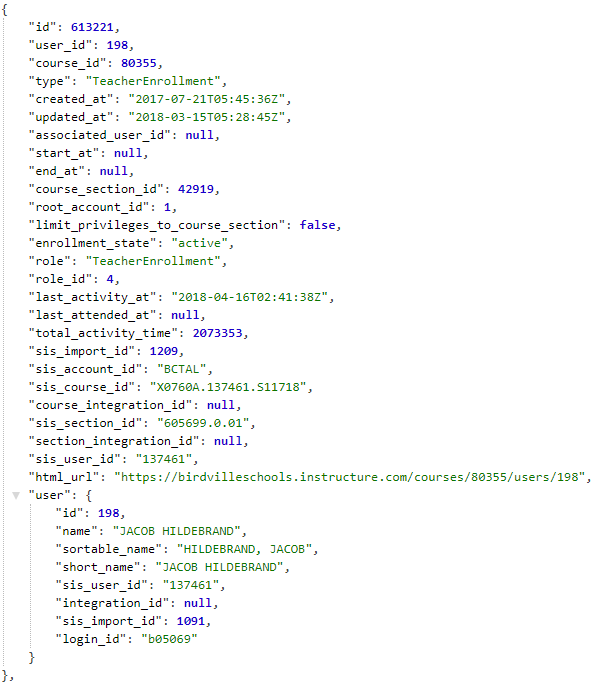 {
"id": 613221,
"user_id": 198,
"course_id": 80355,
"type": "TeacherEnrollment",
"created_at": "2017-07-21T05:45:36Z",
"updated_at": "2018-03-15T05:28:45Z",
"associated_user_id": null,
"start_at": null,
"end_at": null,
"course_section_id": 42919,
"root_account_id": 1,
"limit_privileges_to_course_section": false,
"enrollment_state": "active",
"role": "TeacherEnrollment",
"role_id": 4,
"last_activity_at": "2018-04-16T02:41:38Z",
"last_attended_at": null,
"total_activity_time": 2073353,
"sis_import_id": 1209,
"sis_account_id": "BCTAL",
"sis_course_id": "X0760A.137461.S11718",
"course_integration_id": null,
"sis_section_id": "605699.0.01",
"section_integration_id": null,
"sis_user_id": "137461",
"html_url": "https://birdvilleschools.instructure.com/courses/80355/users/198",
"user": {
"id": 198,
"name": "JACOB HILDEBRAND",
"sortable_name": "HILDEBRAND, JACOB",
"short_name": "JACOB HILDEBRAND",
"sis_user_id": "137461",
"integration_id": null,
"sis_import_id": 1091,
"login_id": "b05069"
}
},